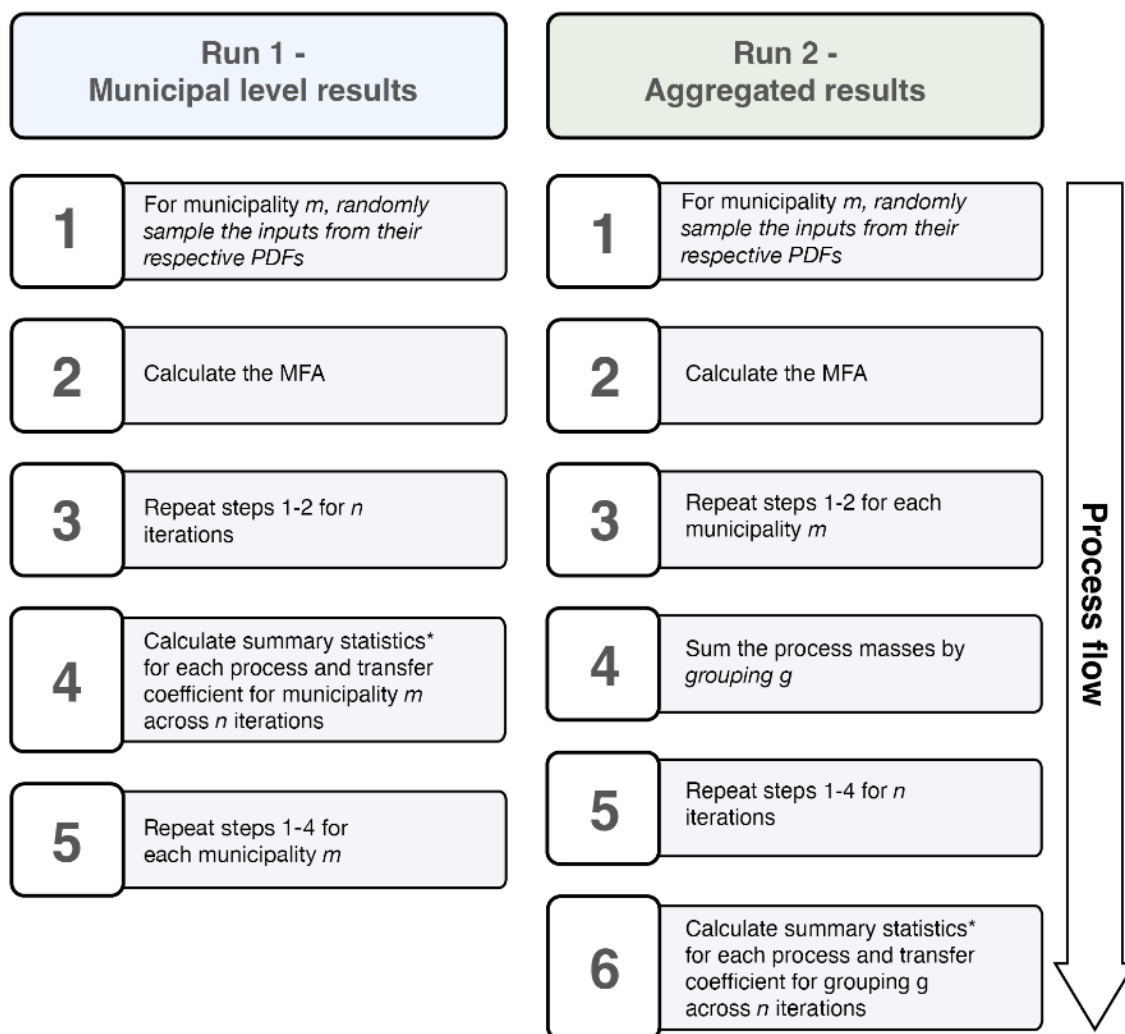 Run 1 -
Municipal level results
1
For municipality m, randomly
sample the inputs from their
respective PDFs
2
Calculate the MFA
3
Repeat steps 1-2 for n
iterations
4
Calculate summary statistics*
for each process and transfer
coefficient for municipality m
across n iterations
5
Repeat steps 1-4 for
each municipality m
Run 2 -
Aggregated results
1
For municipality m, randomly
sample the inputs from their
respective PDFs
2
Calculate the MFA
3
Repeat steps 1-2 for each
municipality m
4
Sum the process masses by
grouping g
5
Repeat steps 1-4 for n
iterations
6
Calculate summary statistics*
for each process and transfer
coefficient for grouping g
across n iterations
Process flow